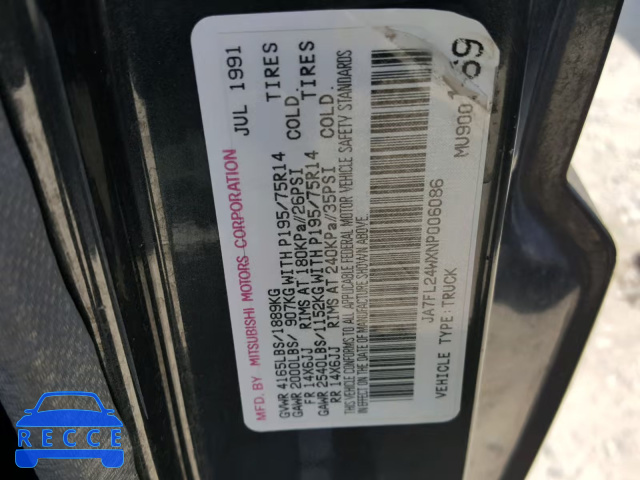 MFD. BY MITSUBISHI MOTORS CORPORATION JUL 1991
GVWR 4165LBS/1889KG
GAWR 2000LBS/ 907KG WITH P195/75R14 TIRES
FR 14X6JJ RIMS AT 180KPa//26PSI COLD.
GAWR 2540LBS/1152KG WITH P195/75R14 TIRES
RR 14X6JJ RIMS AT 240KPa//35PSI COLD.
THIS VEHICLE CONFORMS TO ALL APPLICABLE FEDERAL MOTOR VEHICLE SAFETY STANDARDS
IN EFFECT ON THE DATE OF MANUFACTURE SHOWN ABOVE.
JA7FL24WXNP006086
VEHICLE TYPE: TRUCK MU900 69
RECCE